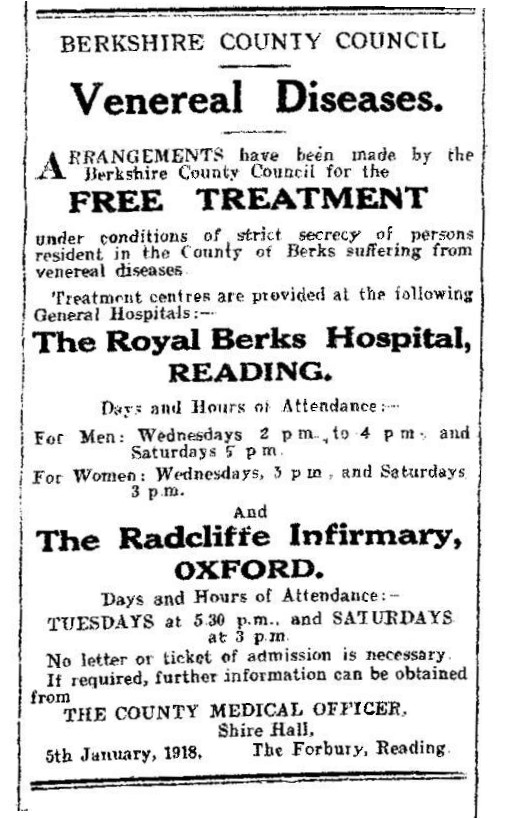 BERKSHIRE COUNTY COUNCIL
Venereal Diseases.
ARRANGEMENTS have been made by the
Berkshire County Council for the
FREE TREATMENT
under conditions of strict secrecy of persons
resident in the County of Berks suffering from
venereal diseases
Treatment centres are provided at the following
General Hospitals:—
The Royal Berks Hospital,
READING.
Days and Hours of Attendance:—
For Men: Wednesdays 2 p m., to 4 p m, and
Saturdays p m.
For Women: Wednesdays, 3 p m, and Saturdays
3 p.m.
And
The Radcliffe Infirmary,
OXFORD.
Days and Hours of Attendance:—
TUESDAYS at 5.30 p.m., and SATURDAYS
at 3 p.m.
No letter or ticket of admission is necessary.
If required, further information can be obtained
from
THE COUNTY MEDICAL OFFICER,
Shire Hall,
5th January, 1918. The Forbury, Reading.